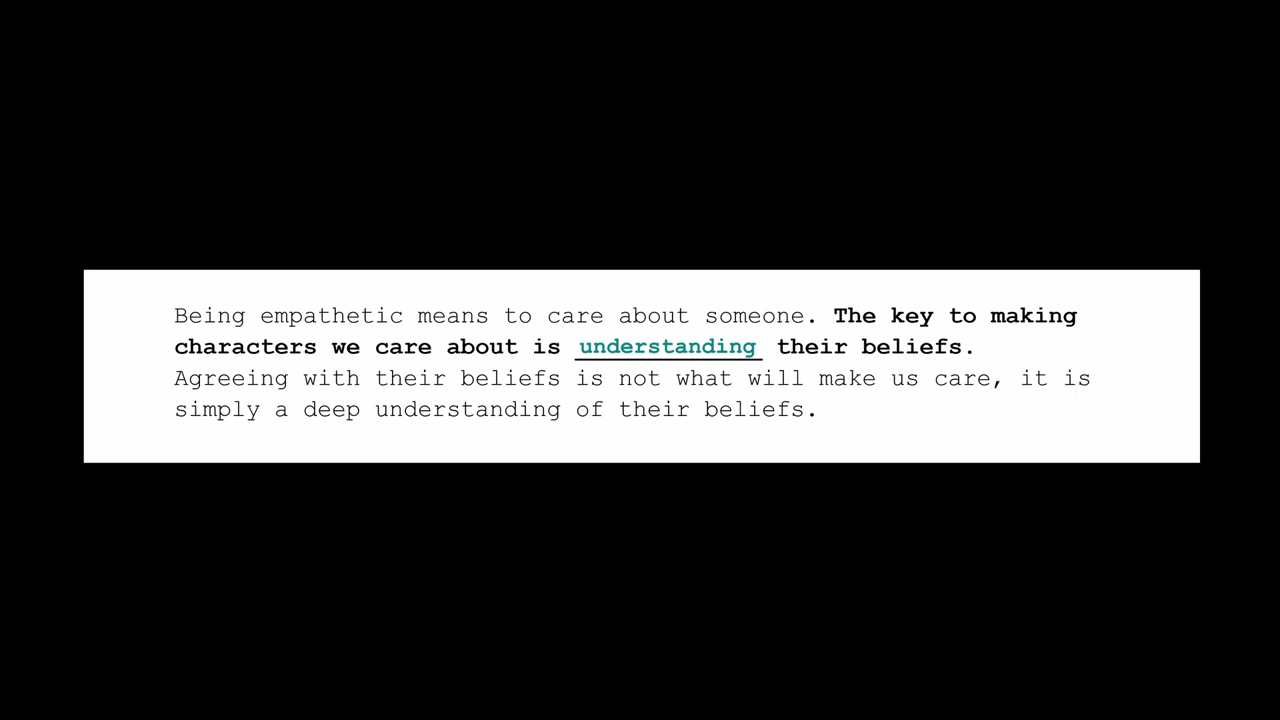 Being empathetic means to care about someone. The key to making
characters we care about is understanding their beliefs.
Agreeing with their beliefs is not what will make us care, it is
simply a deep understanding of their beliefs.